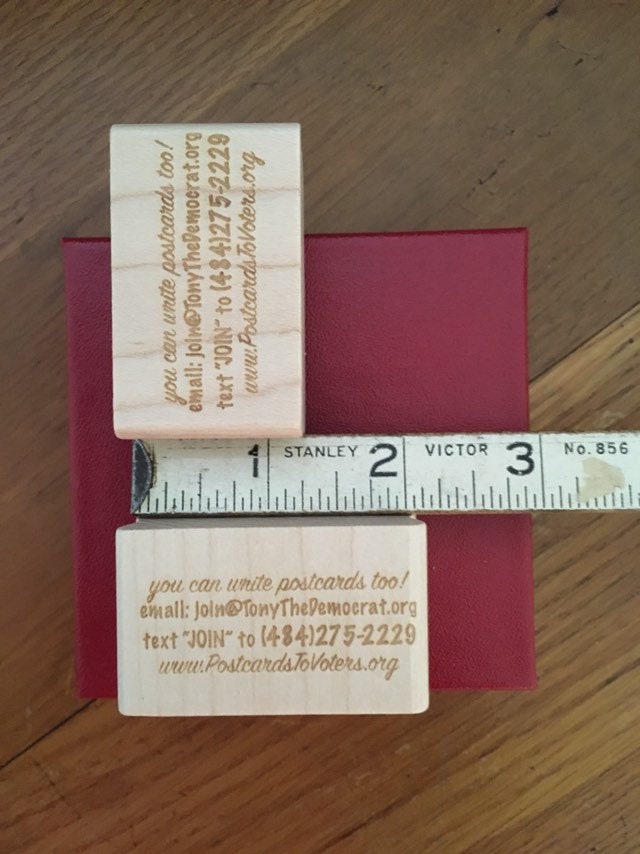 you can write postcards too!
email: join@TonyTheDemocrat.org
text "JOIN" to (484)275-2229
www.PostcardsToVoters.org
1 STANLEY 2 VICTOR 3 No. 856
you can write postcards too!
email: join@TonyTheDemocrat.org
text "JOIN" to (484)275-2229
www.PostcardsToVoters.org